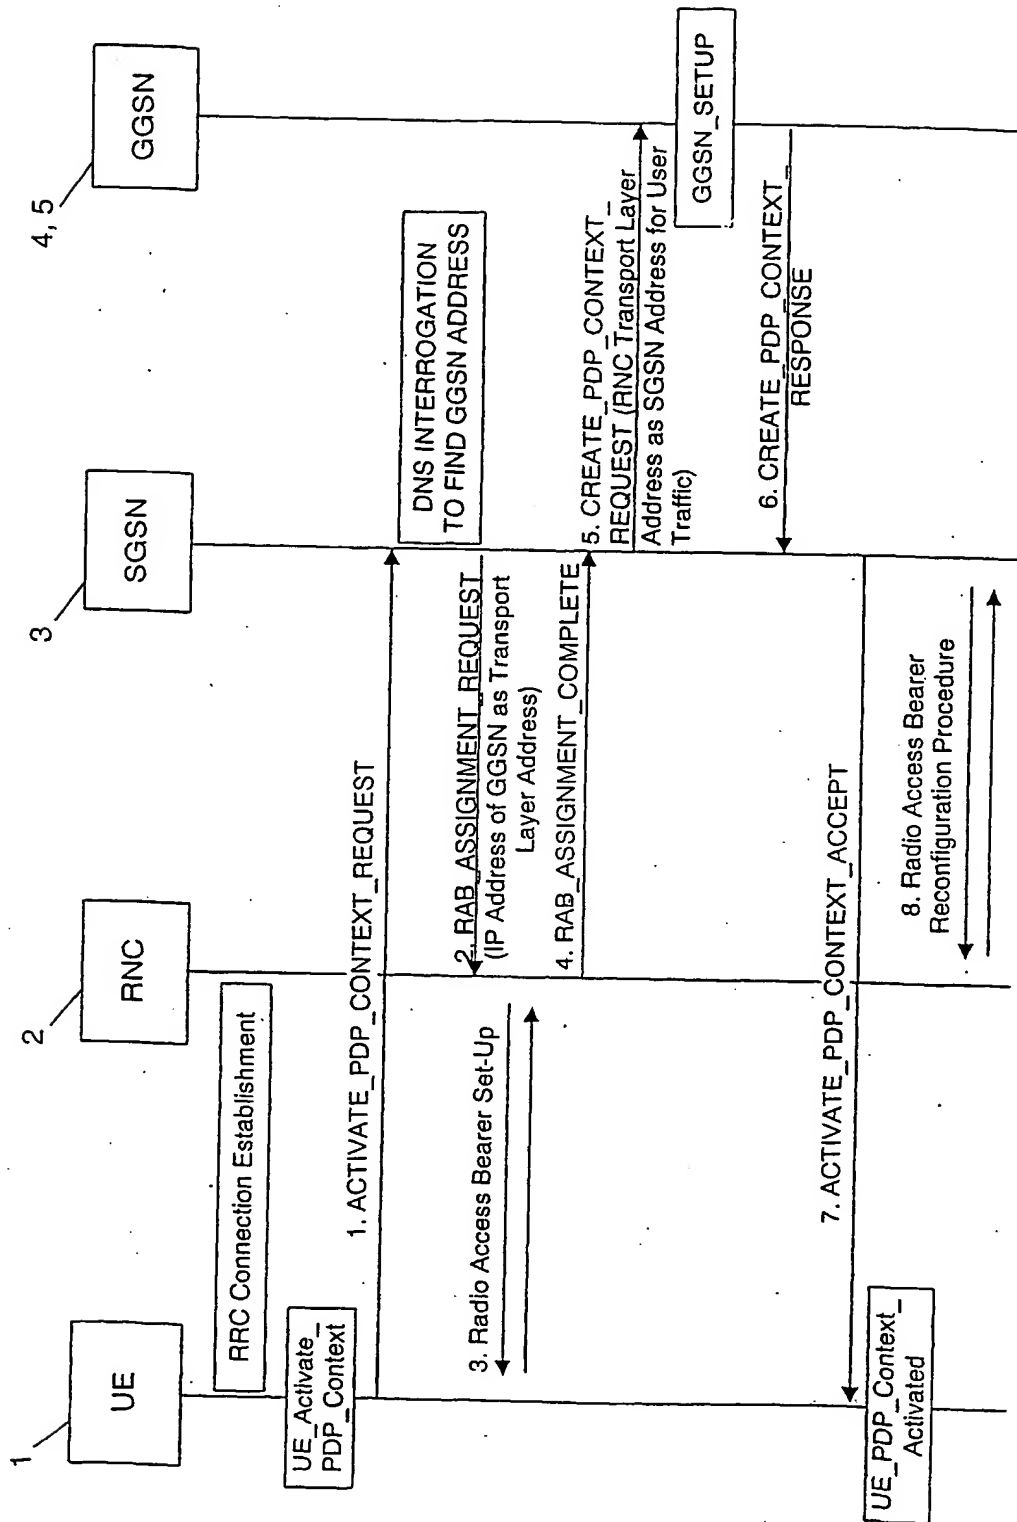 1
UE
2
RNC
3
SGSN
4, 5
GGSN
RRC Connection Establishment
UE_Activate_
PDP_Context
1. ACTIVATE_PDP_CONTEXT_REQUEST
DNS INTERROGATION
TO FIND GGSN ADDRESS
2. RAB_ASSIGNMENT_REQUEST
(IP Address of GGSN as Transport
Layer Address)
3. Radio Access Bearer Set-Up
4. RAB_ASSIGNMENT_COMPLETE
5. CREATE_PDP_CONTEXT_
REQUEST (RNC Transport Layer
Address as SGSN Address for User
Traffic)
GGSN_SETUP
6. CREATE_PDP_CONTEXT_
RESPONSE
7. ACTIVATE_PDP_CONTEXT_ACCEPT
UE_PDP_Context_
Activated
8. Radio Access Bearer
Reconfiguration Procedure